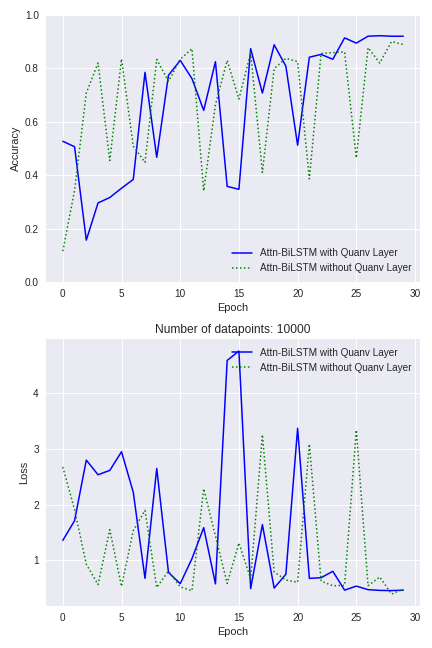 1.0
0.8
0.6
0.4
0.2
0.0
Accuracy
Attn-BiLSTM with Quanv Layer
Attn-BiLSTM without Quanv Layer
0 5 10 15 20 25 30
Epoch
Number of datapoints: 10000
Attn-BiLSTM with Quanv Layer
Attn-BiLSTM without Quanv Layer
4
3
2
1
Loss
0 5 10 15 20 25 30
Epoch